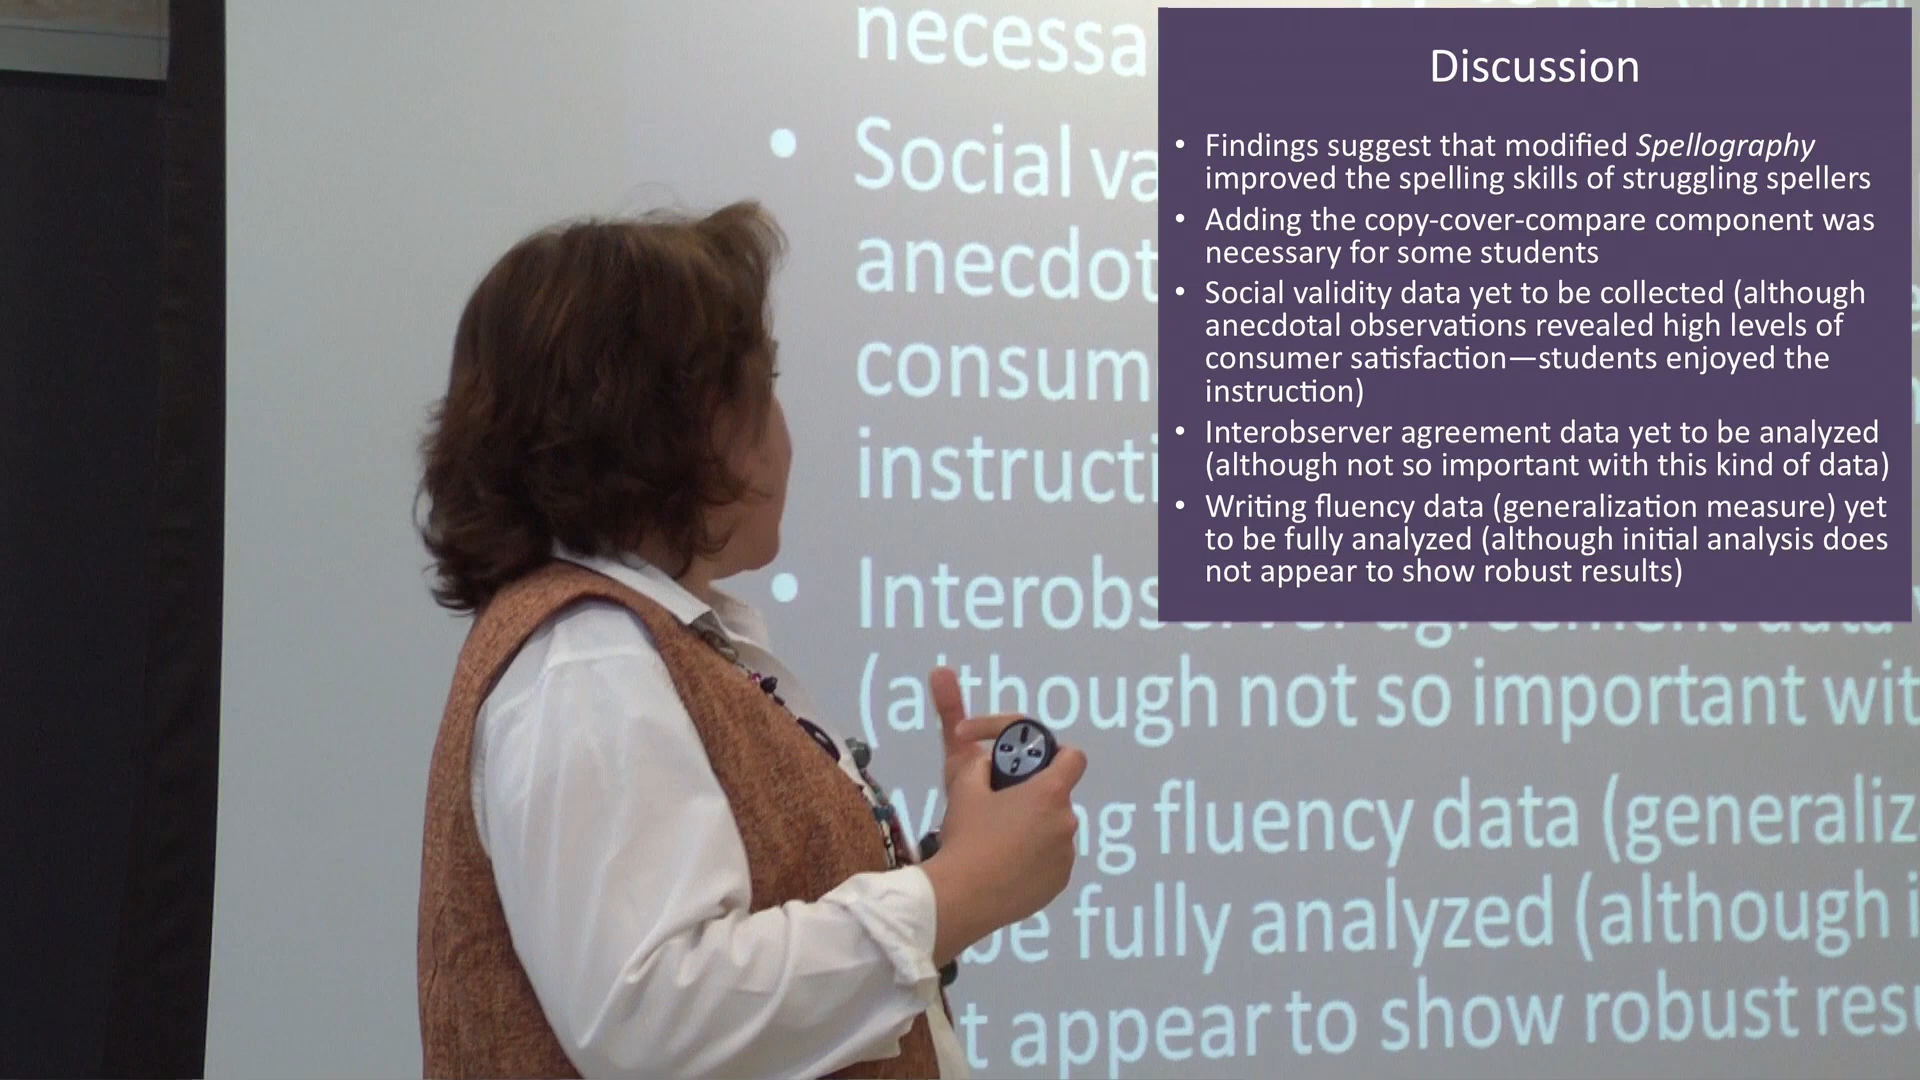 necessa
• Social va
anecdot
consum
instructi
• Interobserver agreement data
(although not so important wit
ng fluency data (generaliz
be fully analyzed (although i
t appear to show robust resu
Discussion
• Findings suggest that modified Spellography
improved the spelling skills of struggling spellers
• Adding the copy-cover-compare component was
necessary for some students
• Social validity data yet to be collected (although
anecdotal observations revealed high levels of
consumer satisfaction—students enjoyed the
instruction)
• Interobserver agreement data yet to be analyzed
(although not so important with this kind of data)
• Writing fluency data (generalization measure) yet
to be fully analyzed (although initial analysis does
not appear to show robust results)